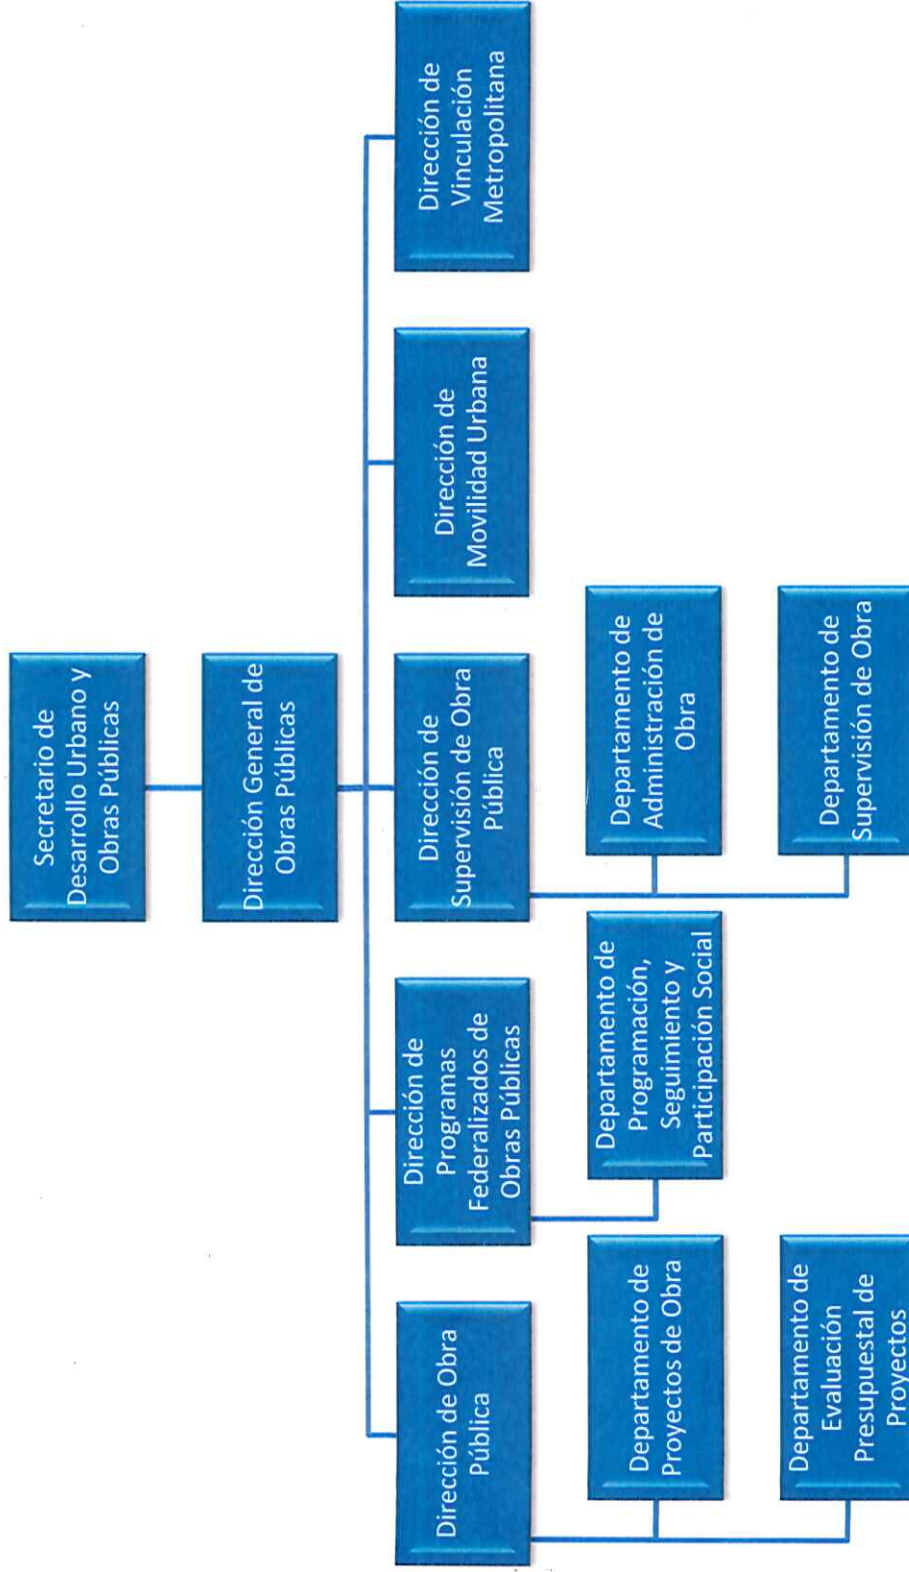 Secretario de
Desarrollo Urbano y
Obras Públicas
Dirección General de
Obras Públicas
Dirección de Obra
Pública
Dirección de
Programas
Federalizados de
Obras Públicas
Dirección de
Supervisión de Obra
Pública
Dirección de
Movilidad Urbana
Dirección de
Vinculación
Metropolitana
Departamento de
Proyectos de Obra
Departamento de
Programación,
Seguimiento y
Participación Social
Departamento de
Administración de
Obra
Departamento de
Evaluación
Presupuestal de
Proyectos
Departamento de
Supervisión de Obra